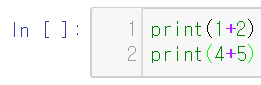 In [ ]:
1 print(1+2)
2 print(4+5)